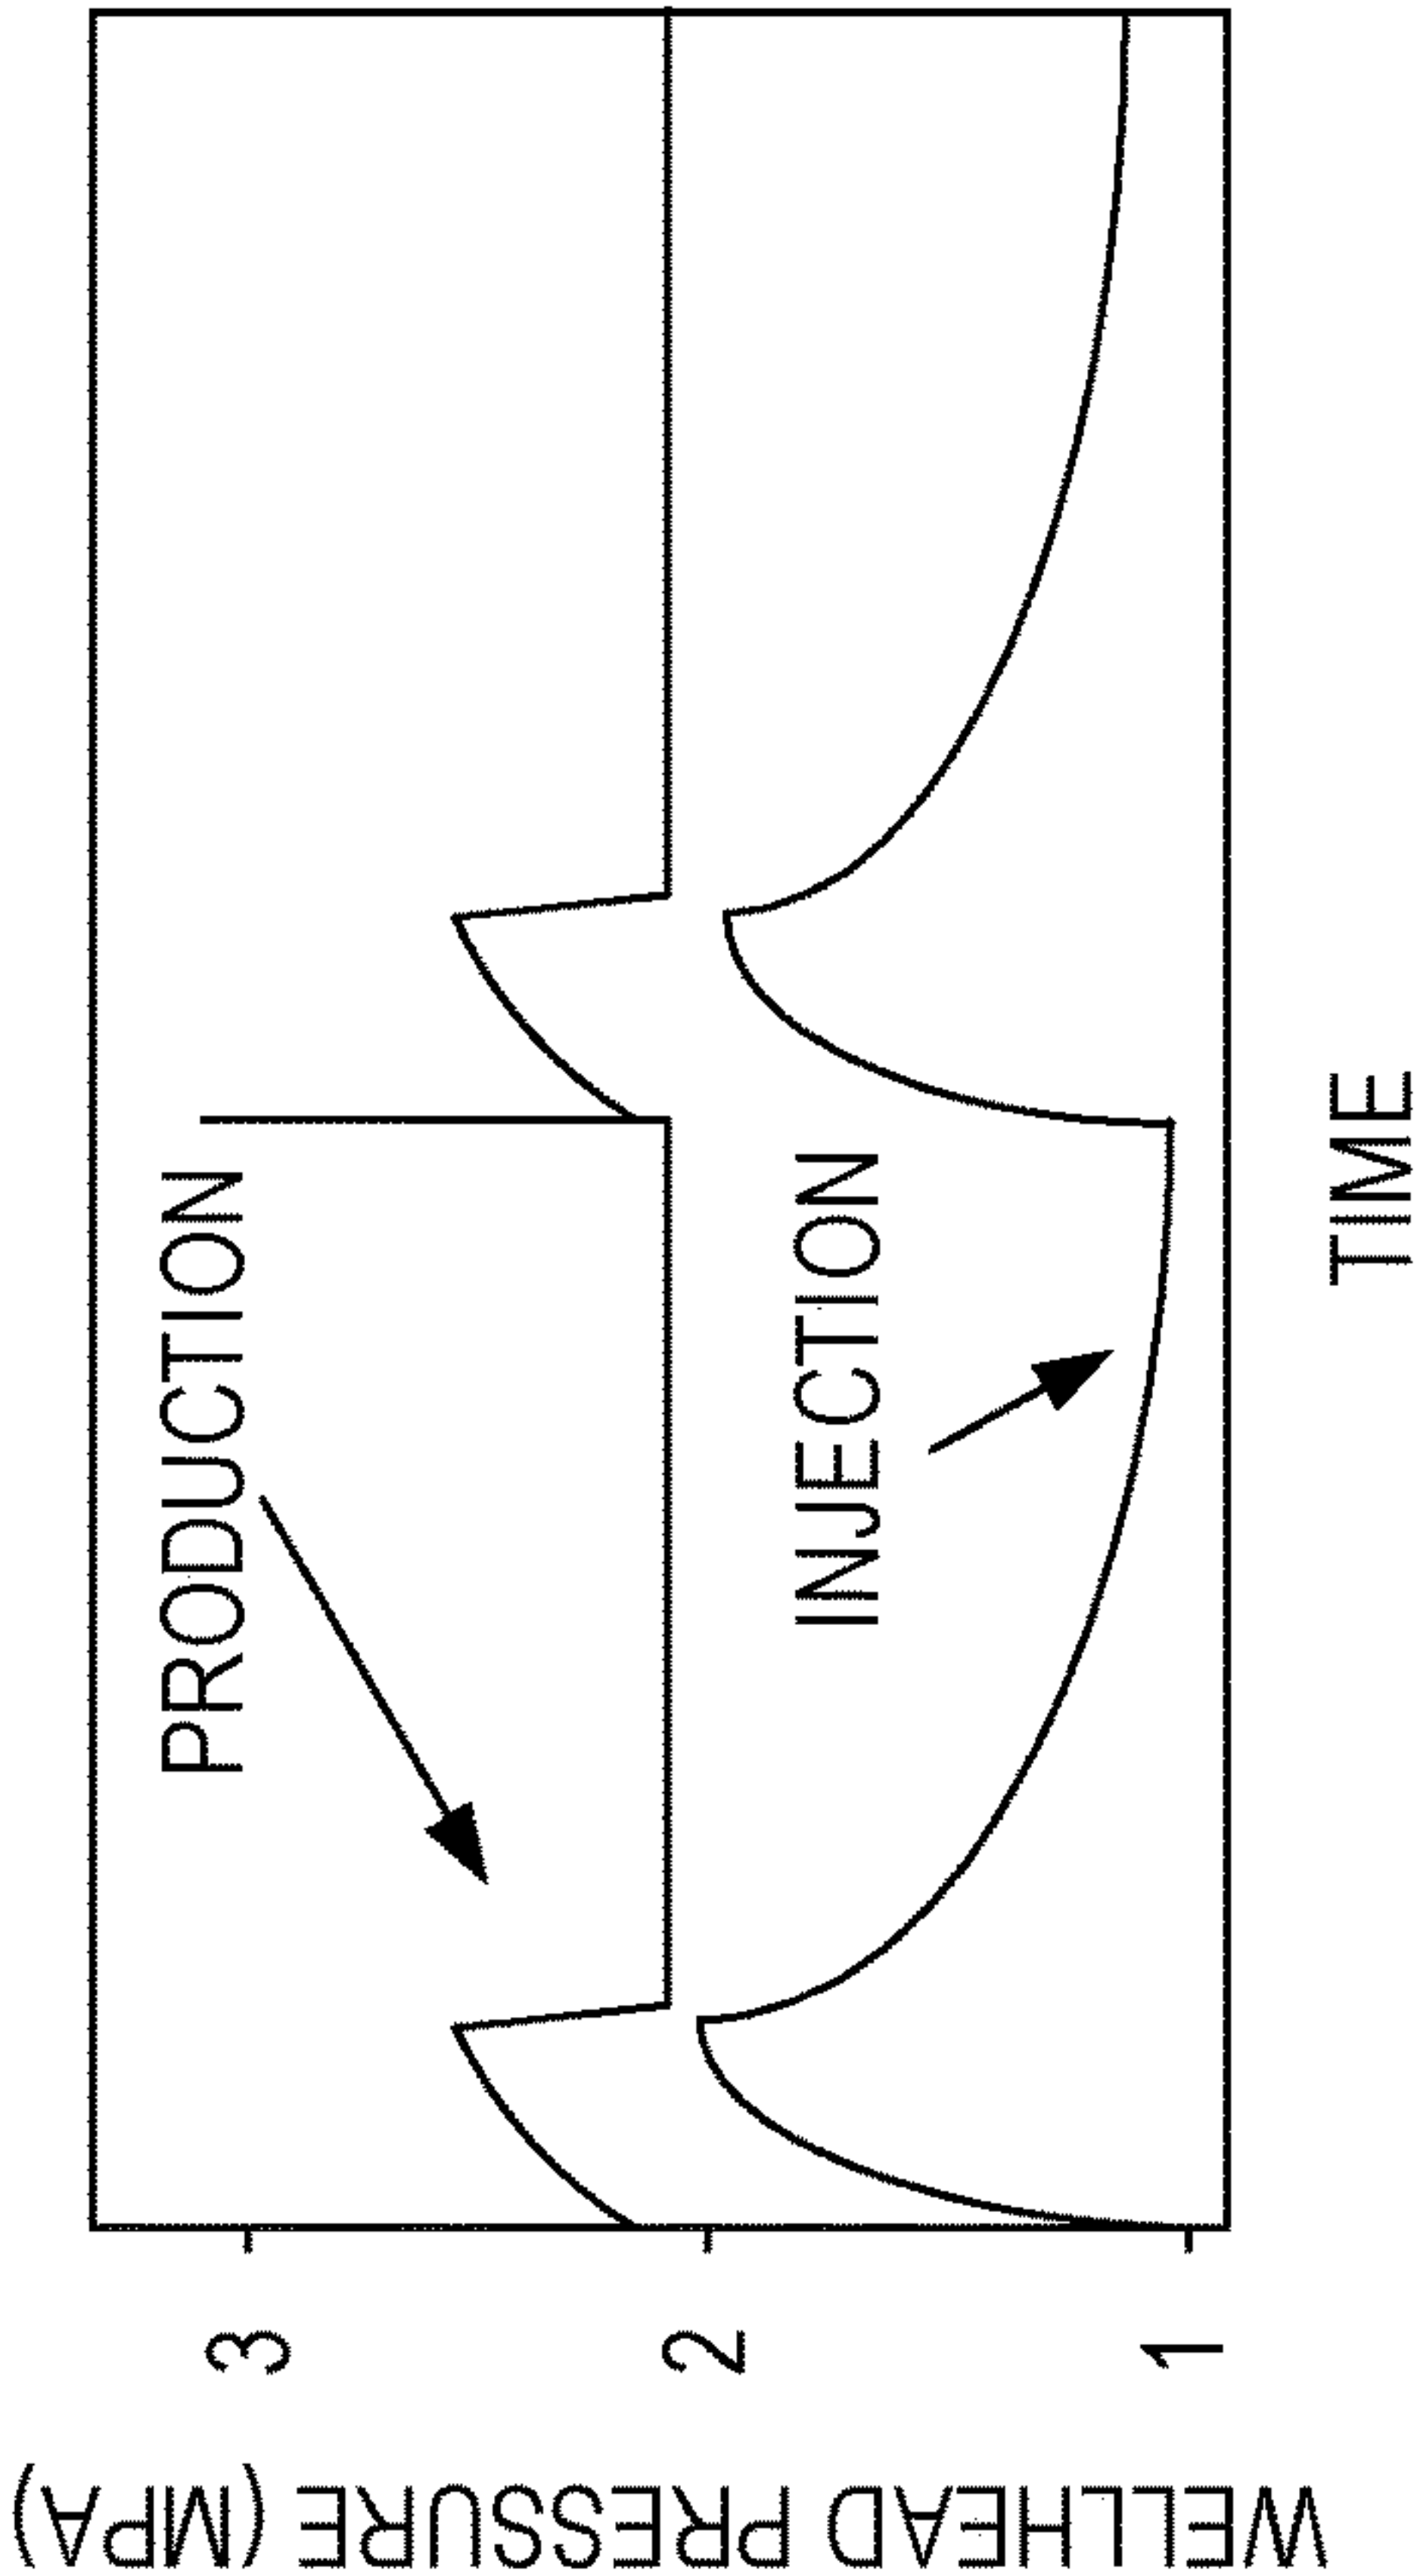 WELLHEAD PRESSURE (MPA)
3
2
1
PRODUCTION
INJECTION
TIME